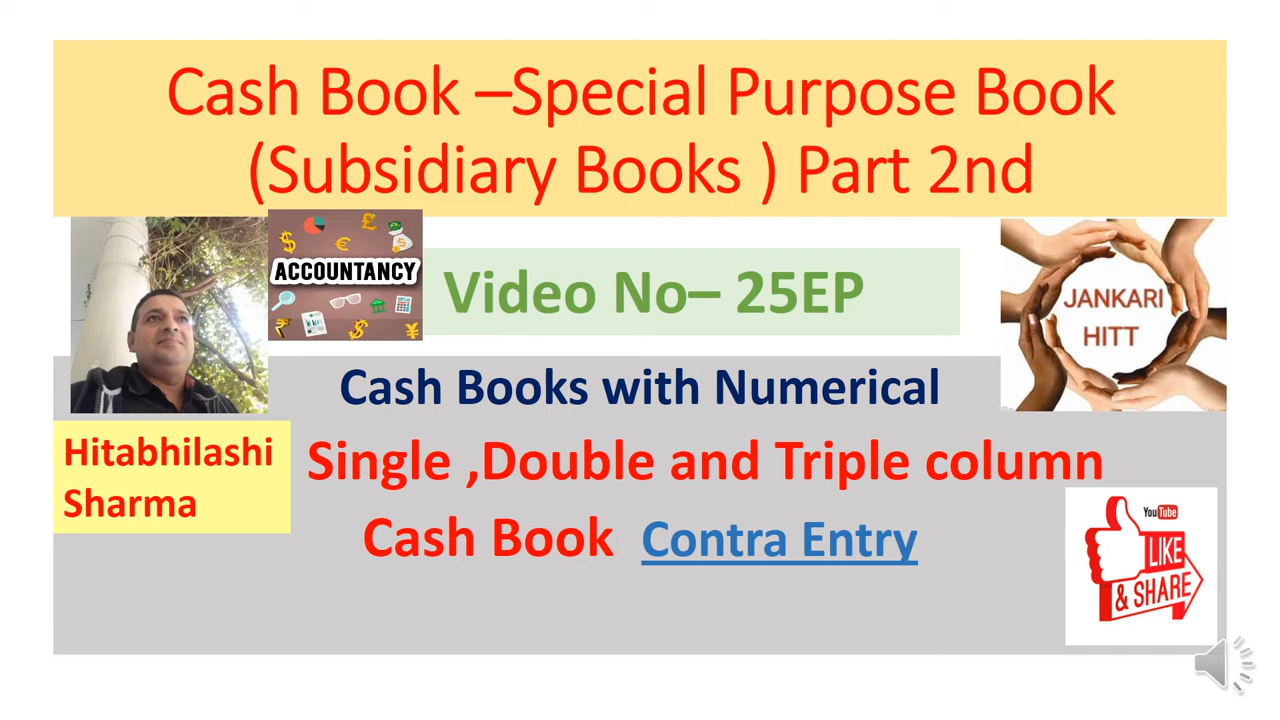 Cash Book –Special Purpose Book
(Subsidiary Books ) Part 2nd
ACCOUNTANCY
Video No– 25EP
JANKARI
HITT
Cash Books with Numerical
Hitabhilashi
Sharma
Single ,Double and Triple column
Cash Book Contra Entry
YouTube
LIKE
& SHARE